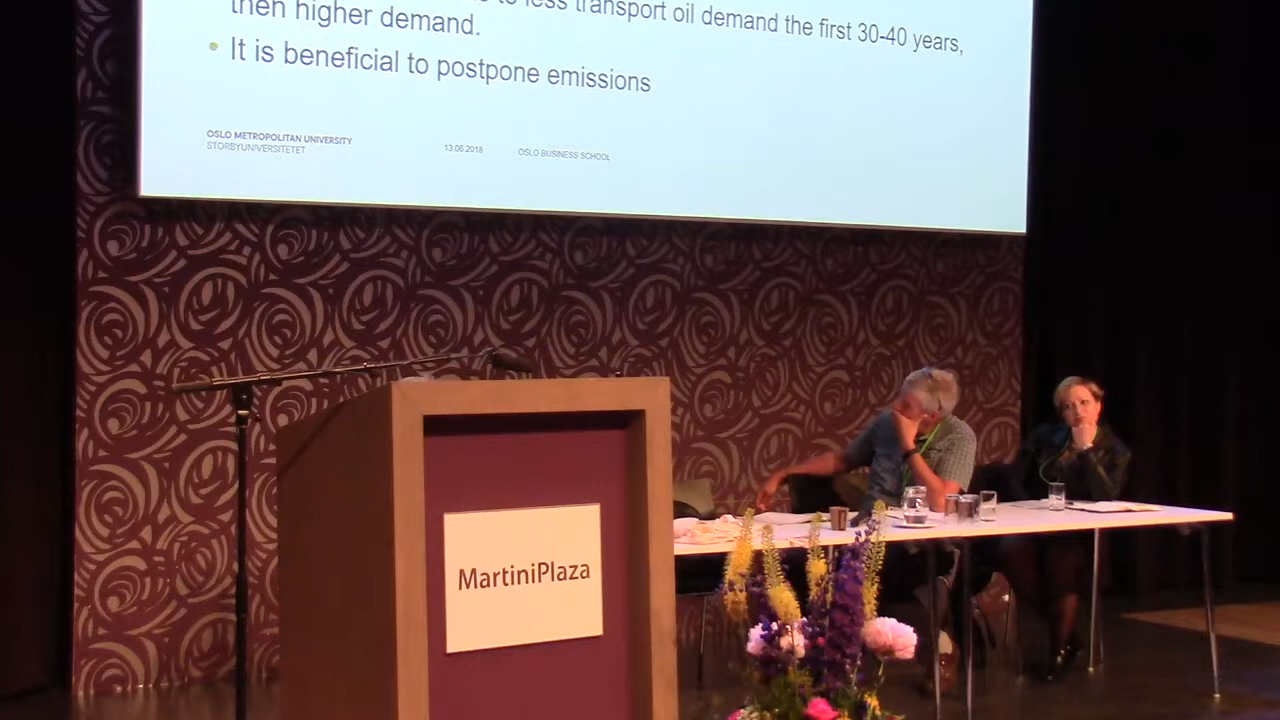 less transport oil demand the first 30-40 years,
then higher demand.
• It is beneficial to postpone emissions
OSLO METROPOLITAN UNIVERSITY
STORBYUNIVERSITETET
13.06.2018
OSLO BUSINESS SCHOOL
MartiniPlaza